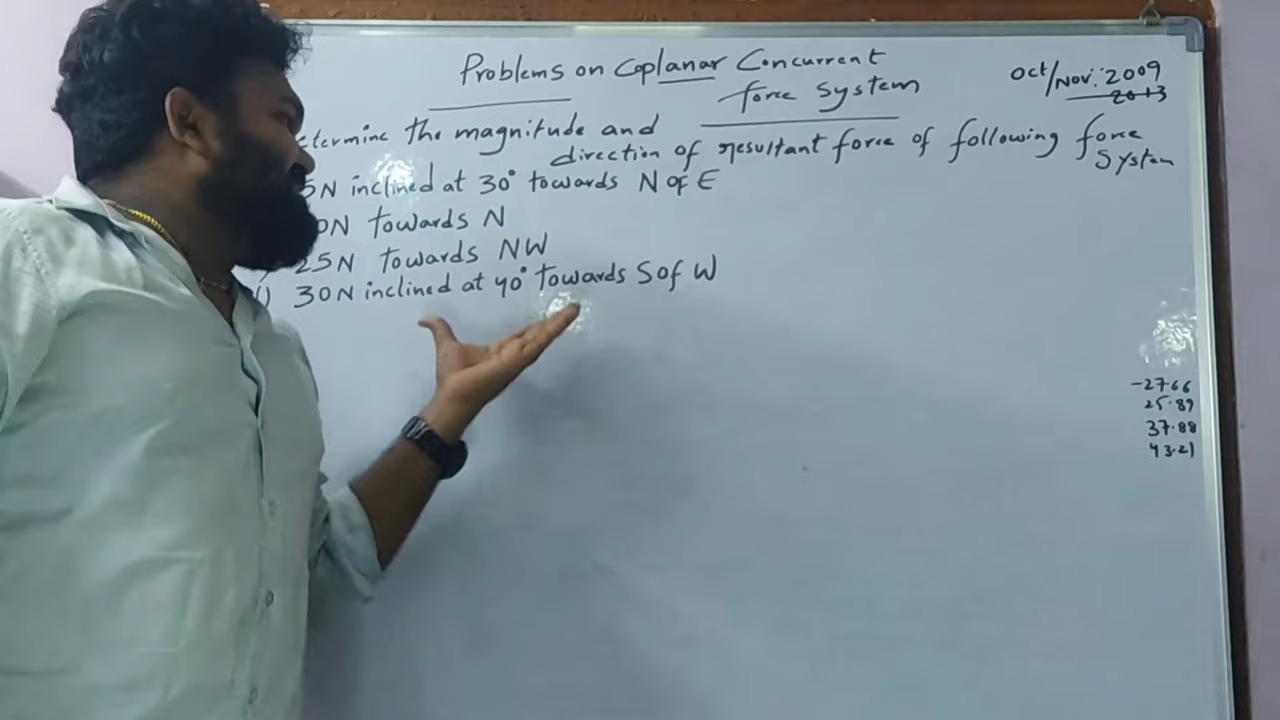 Problems on Coplanar Concurrent
force System
Oct/Nov. 2009
2013
etermine the magnitude and
direction of resultant force of following force
System
5N inclined at 30° towards N of E
0N towards N
25N towards NW
30N inclined at 40° towards S of W
-27.66
25.89
37.88
43.21